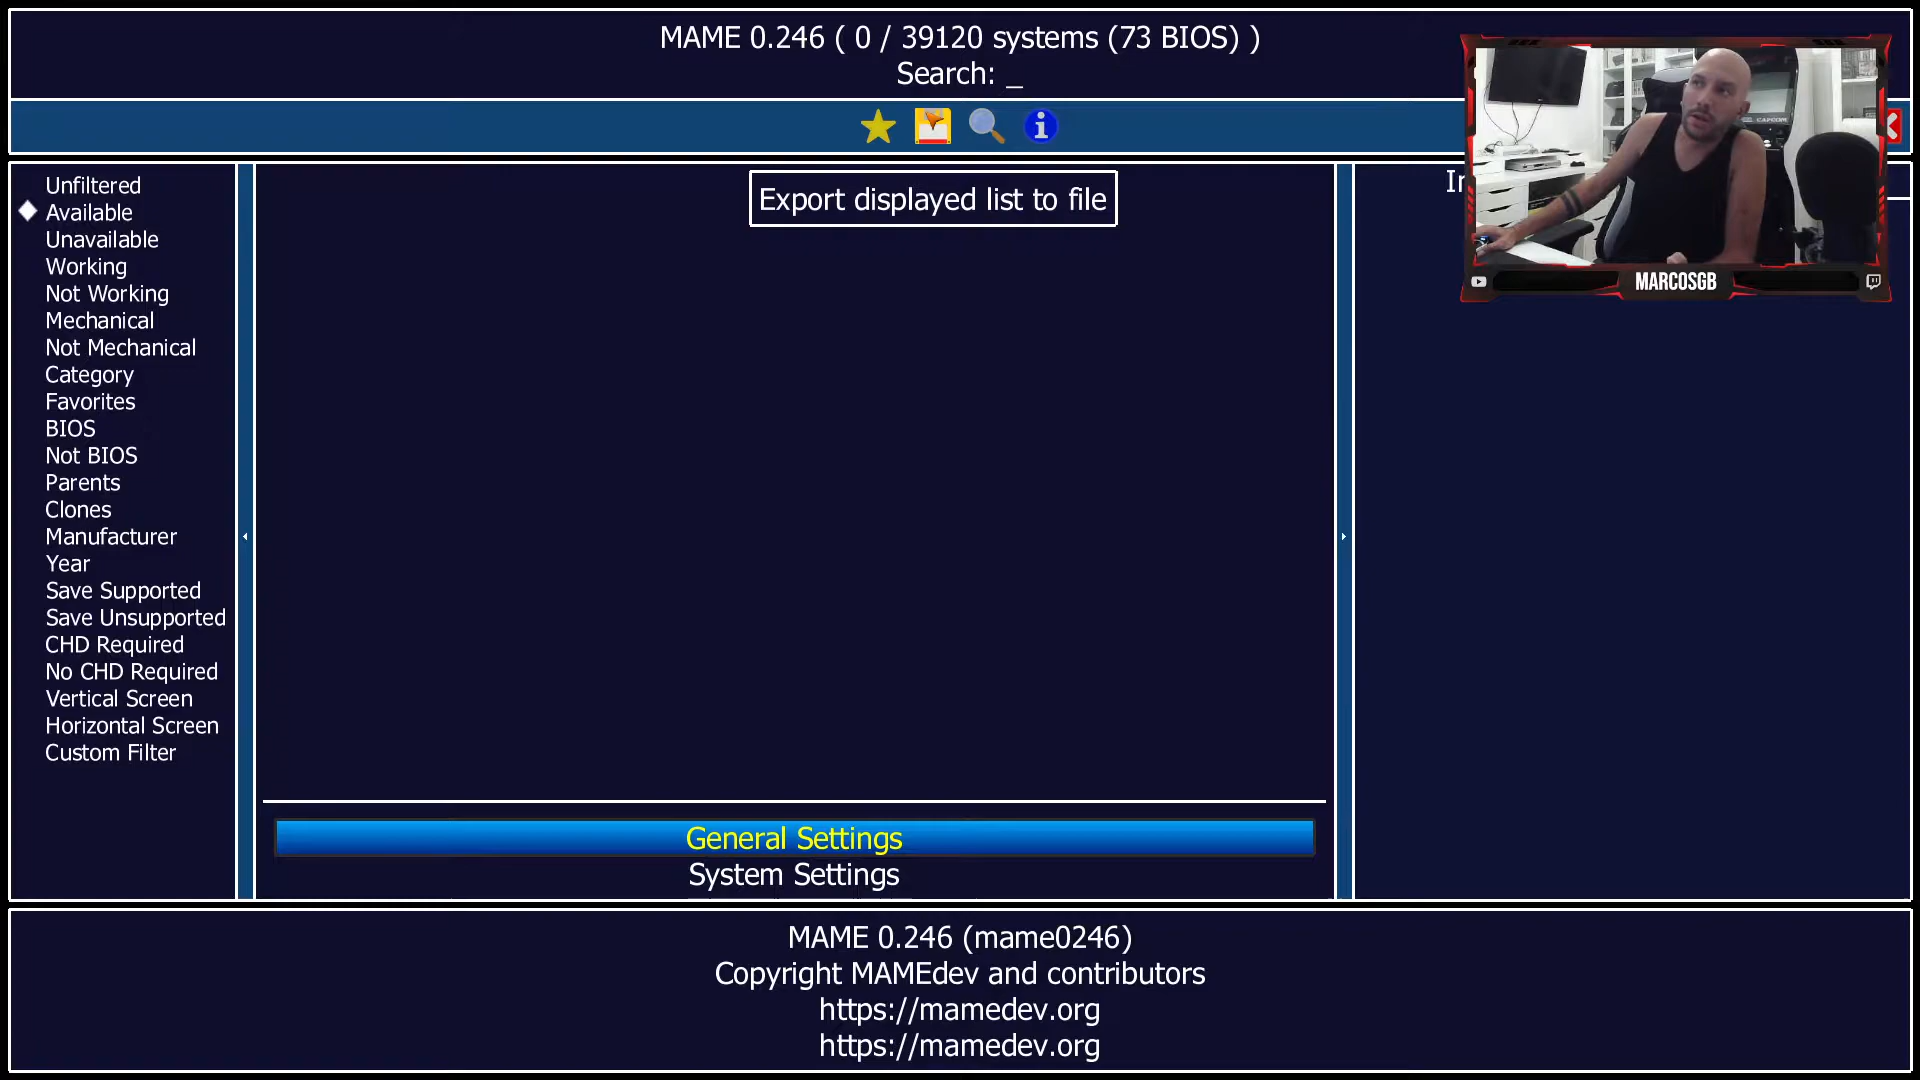 MAME 0.246 ( 0 / 39120 systems (73 BIOS) )
Search: _
Export displayed list to file
Unfiltered
Available
Unavailable
Working
Not Working
Mechanical
Not Mechanical
Category
Favorites
BIOS
Not BIOS
Parents
Clones
Manufacturer
Year
Save Supported
Save Unsupported
CHD Required
No CHD Required
Vertical Screen
Horizontal Screen
Custom Filter
General Settings
System Settings
CAPCOM
MARCOSGB
MAME 0.246 (mame0246)
Copyright MAMEdev and contributors
https://mamedev.org
https://mamedev.org